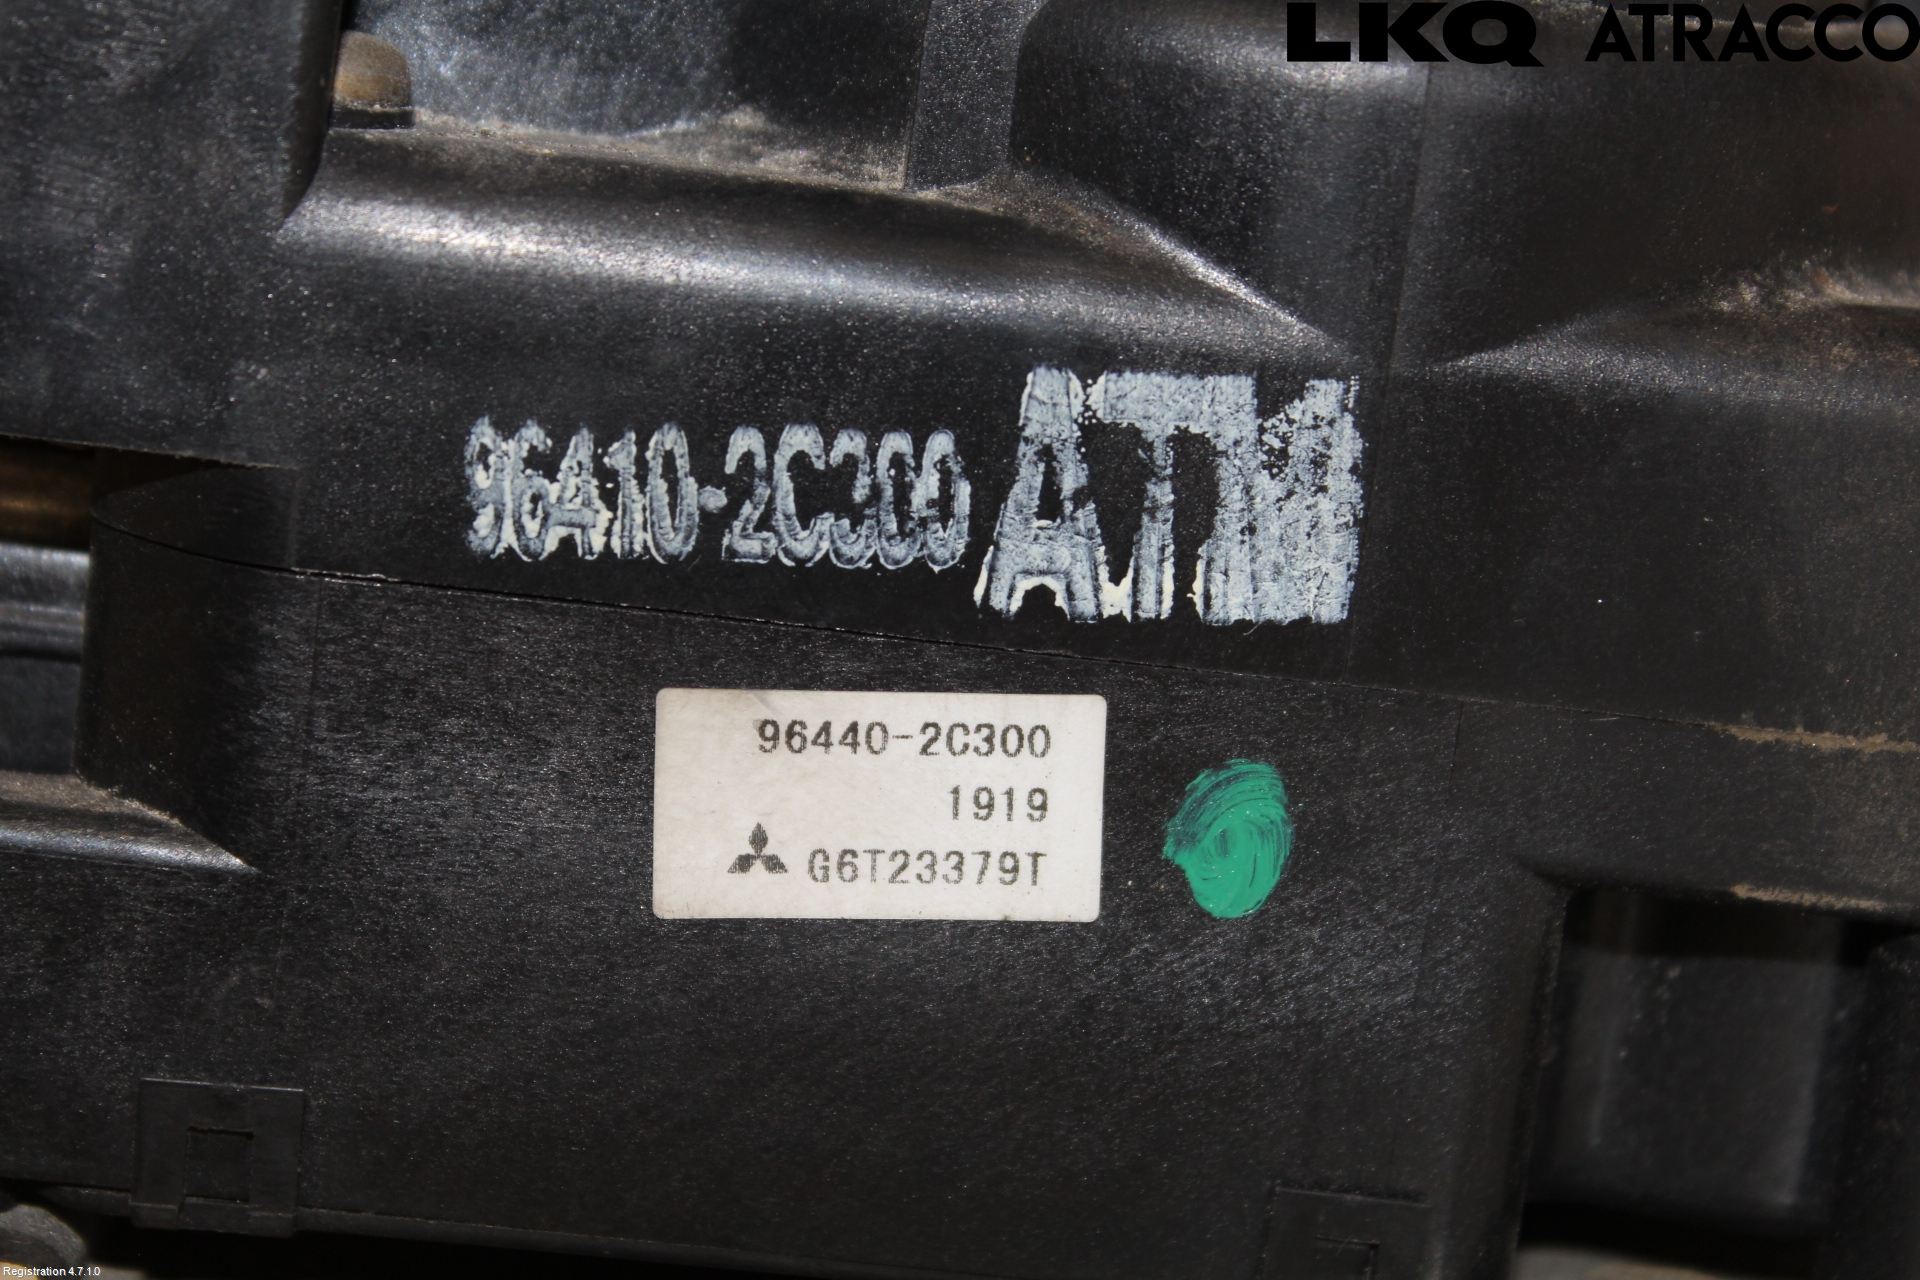 LKQ ATRACCO
96410-2C300 ATM
96440-2C300
1919
G6T23379T
Registration 4.7.1.0